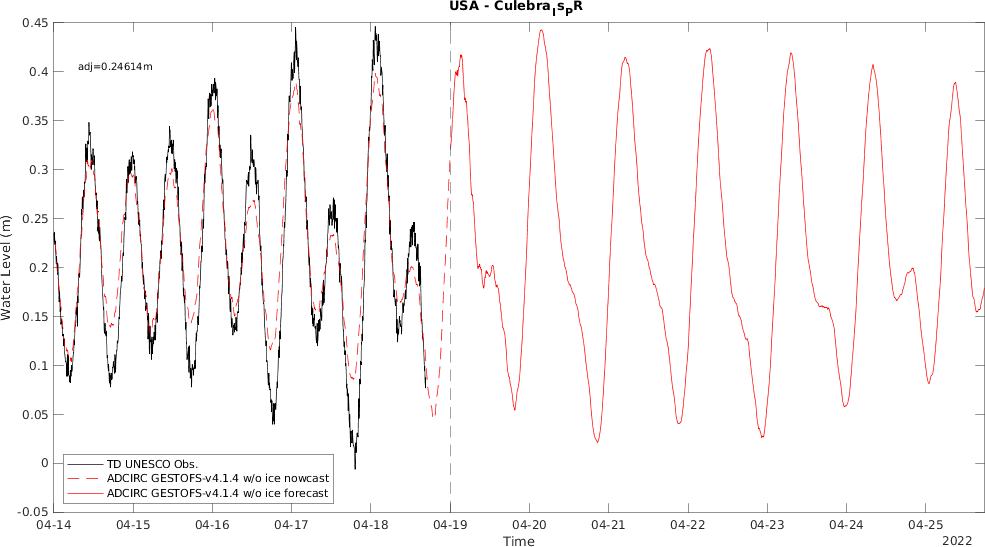 USA - Culebra_Is_PR
0.45
adj=0.24614m
0.4
0.35
0.3
0.25
Water Level (m)
0.2
0.15
0.1
0.05
0
-0.05
TD UNESCO Obs.
ADCIRC GESTOFS-v4.1.4 w/o ice nowcast
ADCIRC GESTOFS-v4.1.4 w/o ice forecast
04-14 04-15 04-16 04-17 04-18 04-19 04-20 04-21 04-22 04-23 04-24 04-25
Time
2022